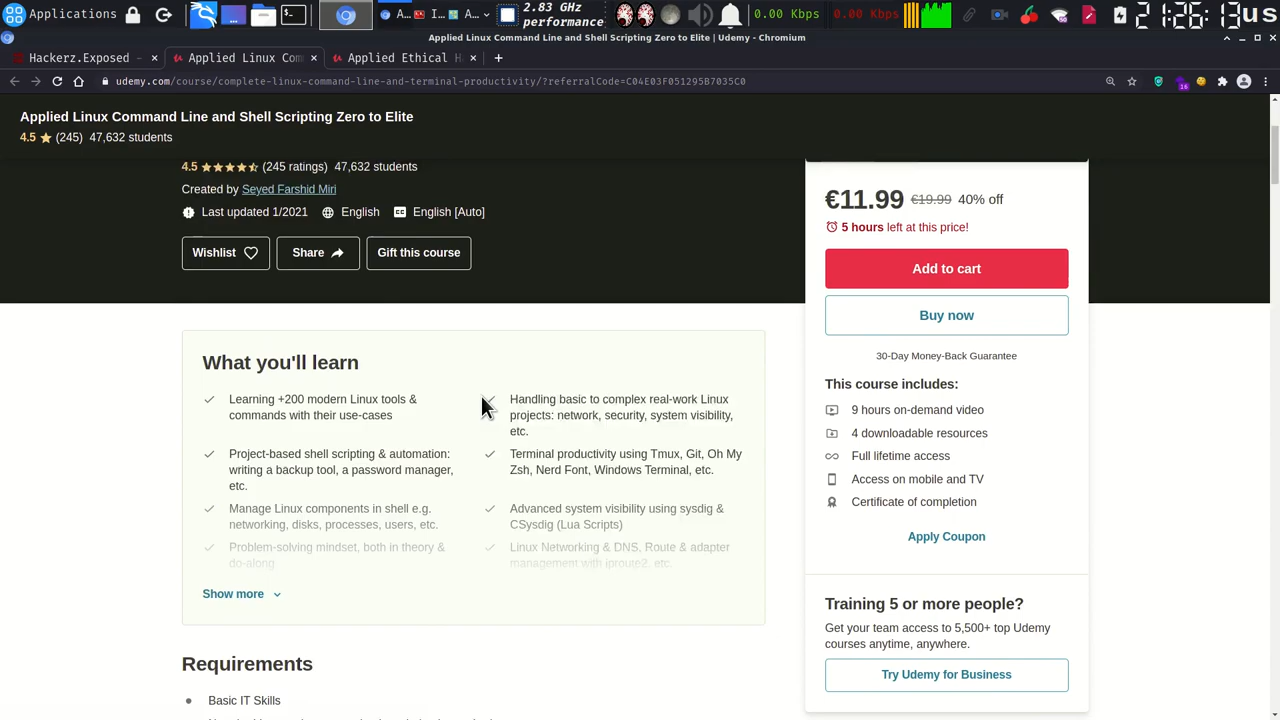 Applications
2.83 GHz
performance
0.00 Kbps
0.00 Kbps
21:26:13us
Applied Linux Command Line and Shell Scripting Zero to Elite | Udemy - Chromium
Hackerz.Exposed -
Applied Linux Com
Applied Ethical H
udemy.com/course/complete-linux-command-line-and-terminal-productivity/?referralCode=C04E03F051295B7035C0
16
Applied Linux Command Line and Shell Scripting Zero to Elite
4.5 (245) 47,632 students
4.5 (245 ratings) 47,632 students
Created by Seyed Farshid Miri
Last updated 1/2021 English English [Auto]
Wishlist Share Gift this course
€11.99 €19.99 40% off
5 hours left at this price!
Add to cart
Buy now
30-Day Money-Back Guarantee
This course includes:
9 hours on-demand video
4 downloadable resources
Full lifetime access
Access on mobile and TV
Certificate of completion
Apply Coupon
Training 5 or more people?
Get your team access to 5,500+ top Udemy
courses anytime, anywhere.
Try Udemy for Business
What you'll learn
Learning +200 modern Linux tools &
commands with their use-cases
Handling basic to complex real-work Linux
projects: network, security, system visibility,
etc.
Project-based shell scripting & automation:
writing a backup tool, a password manager,
etc.
Terminal productivity using Tmux, Git, Oh My
Zsh, Nerd Font, Windows Terminal, etc.
Manage Linux components in shell e.g.
networking, disks, processes, users, etc.
Advanced system visibility using sysdig &
CSysdig (Lua Scripts)
Problem-solving mindset, both in theory &
do-along
Linux Networking & DNS, Route & adapter
management with iproute2, etc.
Show more
Requirements
Basic IT Skills